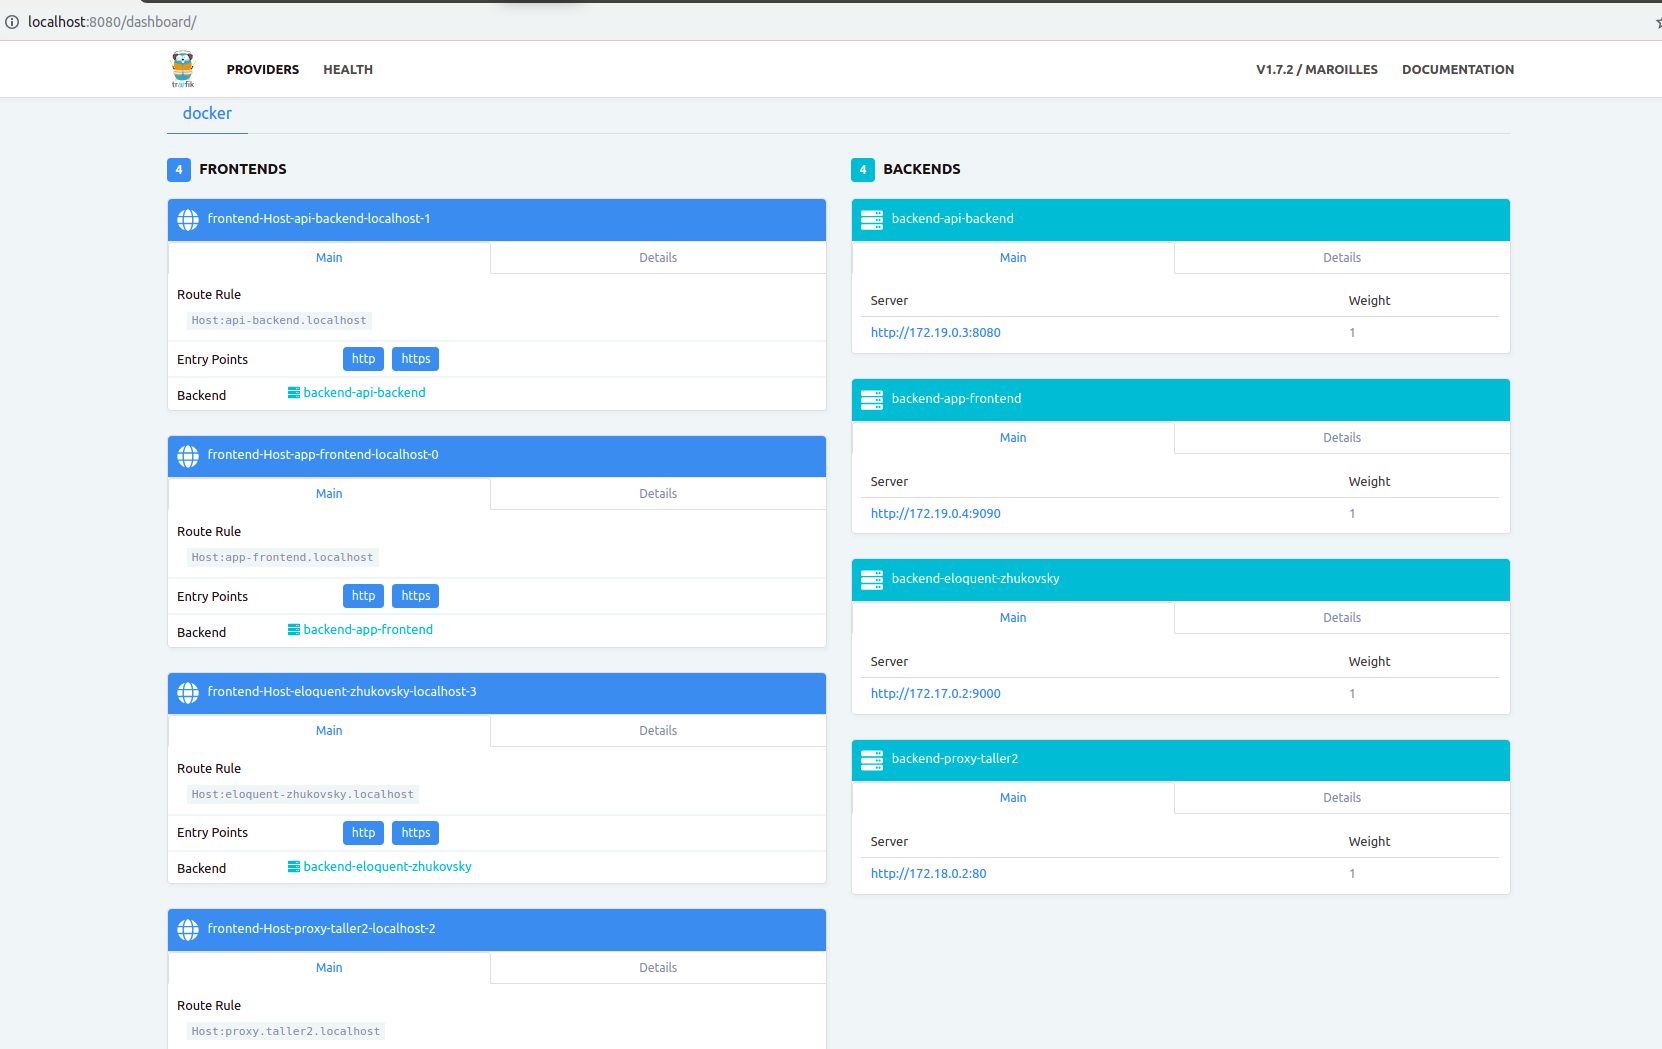 localhost:8080/dashboard/
træfik
PROVIDERS
HEALTH
V1.7.2 / MAROILLES
DOCUMENTATION
docker
4 FRONTENDS
frontend-Host-api-backend-localhost-1
Main
Details
Route Rule
Host:api-backend.localhost
Entry Points
http
https
Backend
backend-api-backend
frontend-Host-app-frontend-localhost-0
Main
Details
Route Rule
Host:app-frontend.localhost
Entry Points
http
https
Backend
backend-app-frontend
frontend-Host-eloquent-zhukovsky-localhost-3
Main
Details
Route Rule
Host:eloquent-zhukovsky.localhost
Entry Points
http
https
Backend
backend-eloquent-zhukovsky
frontend-Host-proxy-taller2-localhost-2
Main
Details
Route Rule
Host:proxy.taller2.localhost
4 BACKENDS
backend-api-backend
Main
Details
Server
Weight
http://172.19.0.3:8080
1
backend-app-frontend
Main
Details
Server
Weight
http://172.19.0.4:9090
1
backend-eloquent-zhukovsky
Main
Details
Server
Weight
http://172.17.0.2:9000
1
backend-proxy-taller2
Main
Details
Server
Weight
http://172.18.0.2:80
1